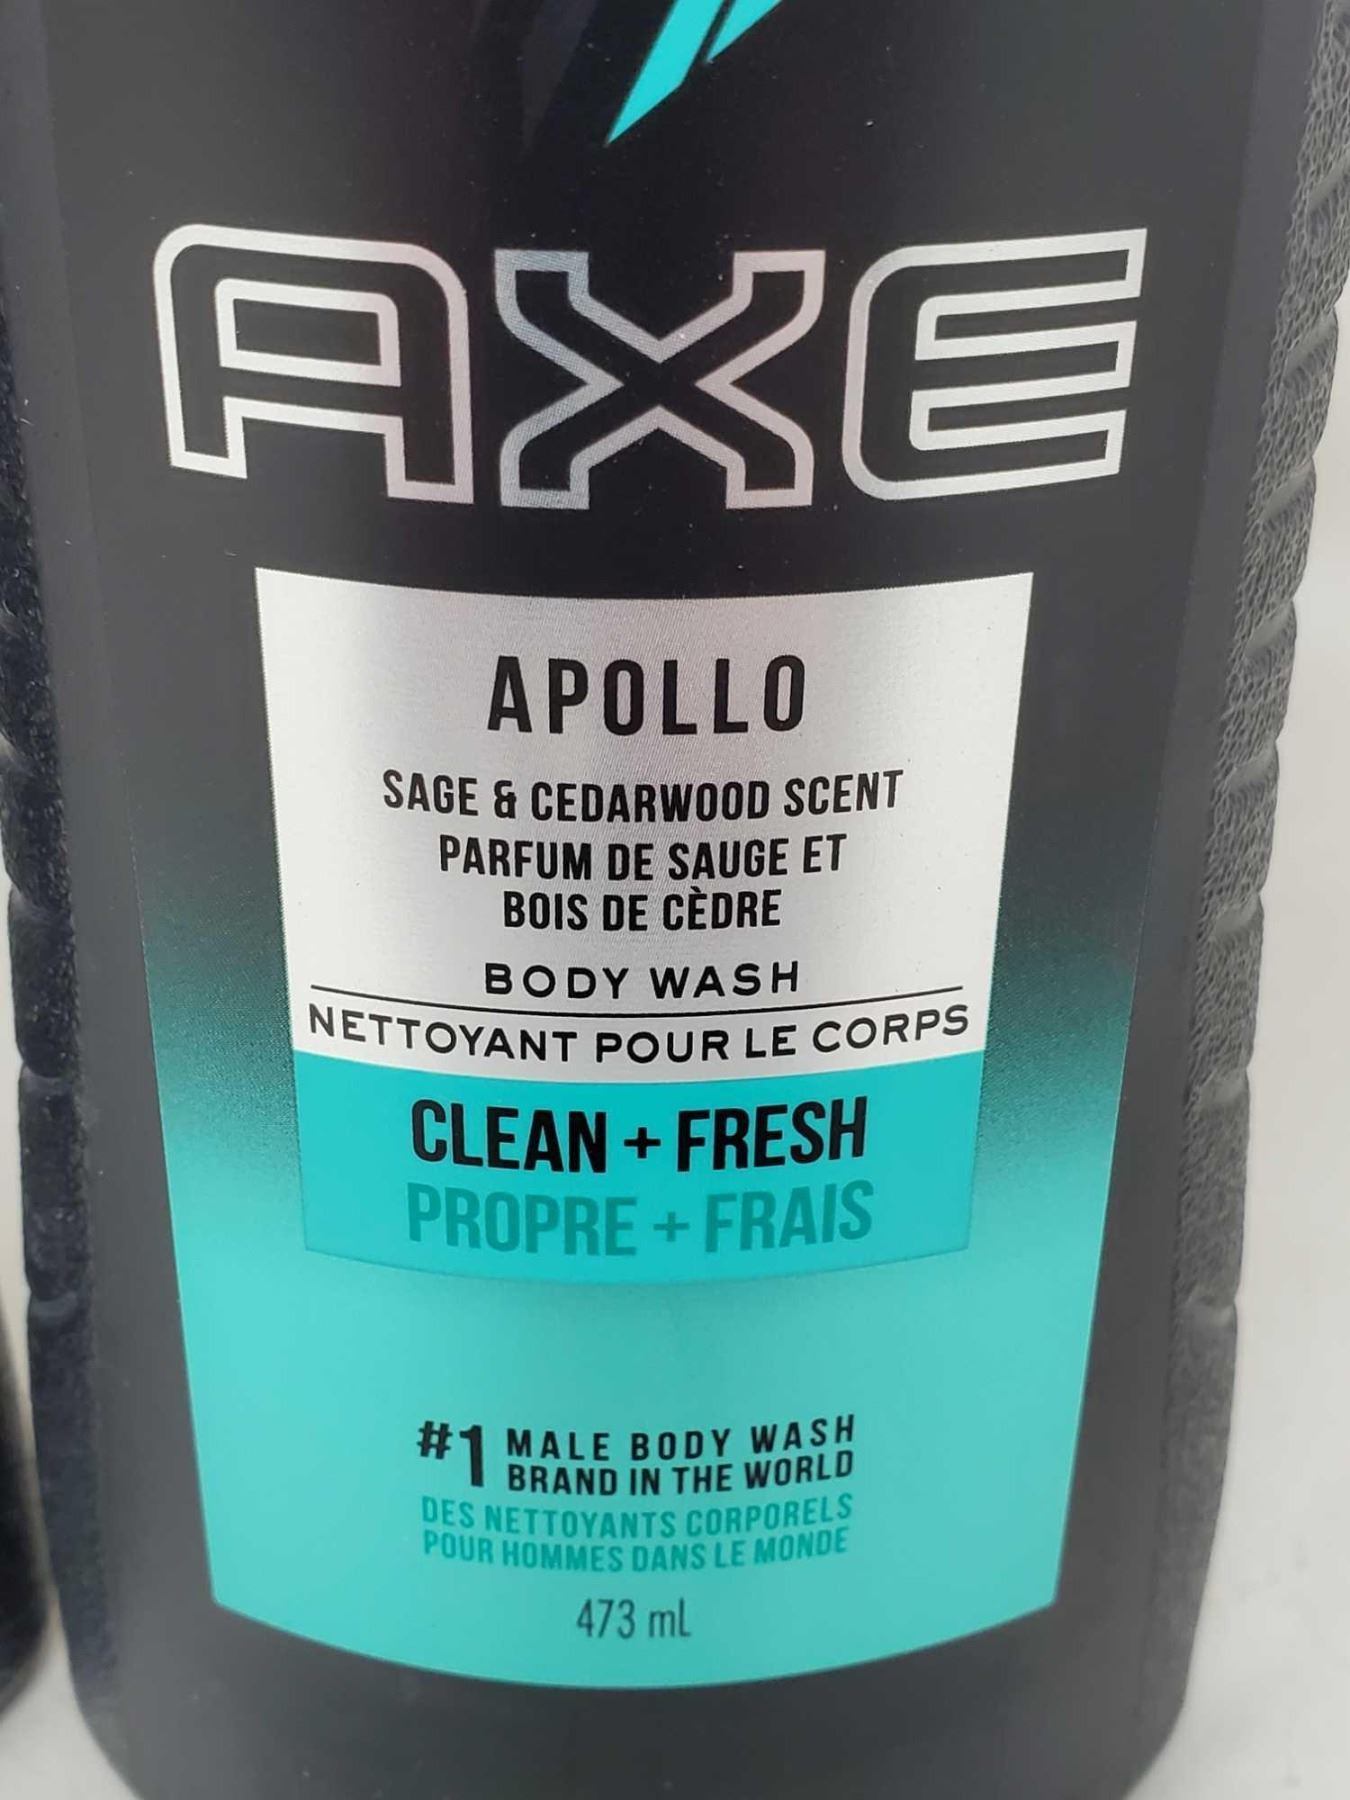 AXE
APOLLO
SAGE & CEDARWOOD SCENT
PARFUM DE SAUGE ET
BOIS DE CÈDRE
BODY WASH
NETTOYANT POUR LE CORPS
CLEAN + FRESH
PROPRE + FRAIS
#1 MALE BODY WASH
BRAND IN THE WORLD
DES NETTOYANTS CORPORELS
POUR HOMMES DANS LE MONDE
473 mL